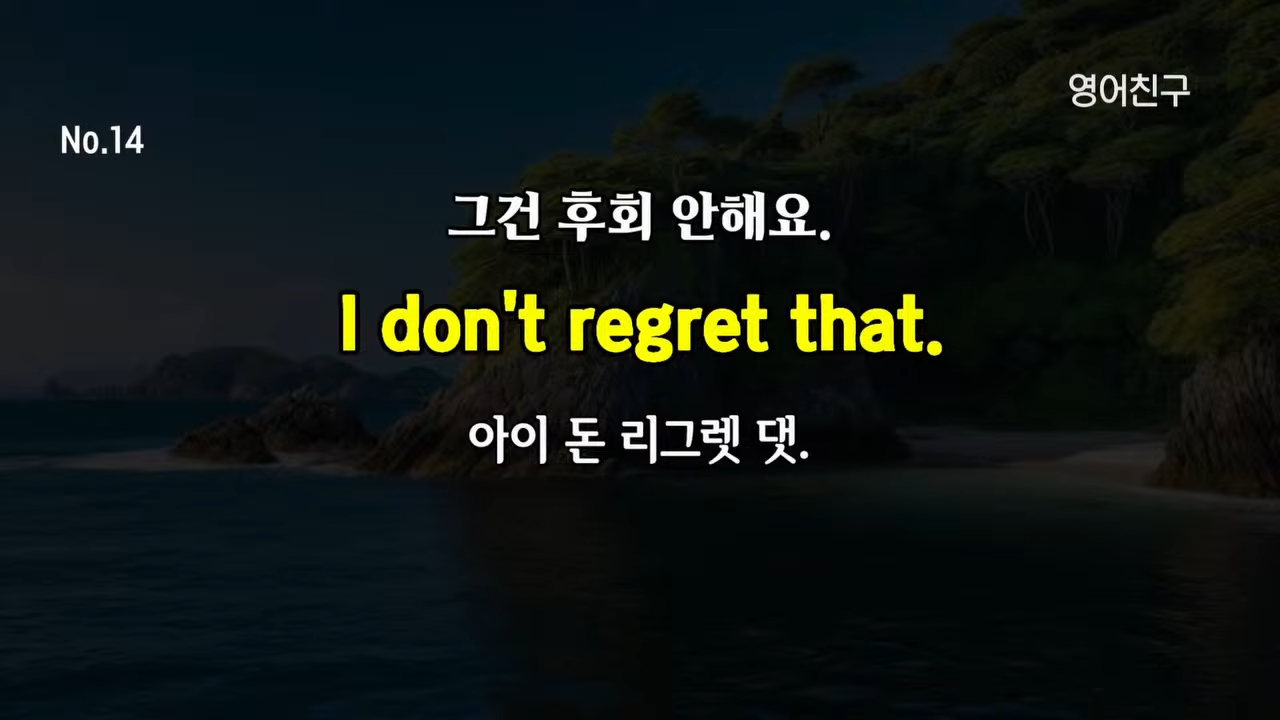 영어친구
No.14
그건 후회 안해요.
I don't regret that.
아이 돈 리그렛 댓.